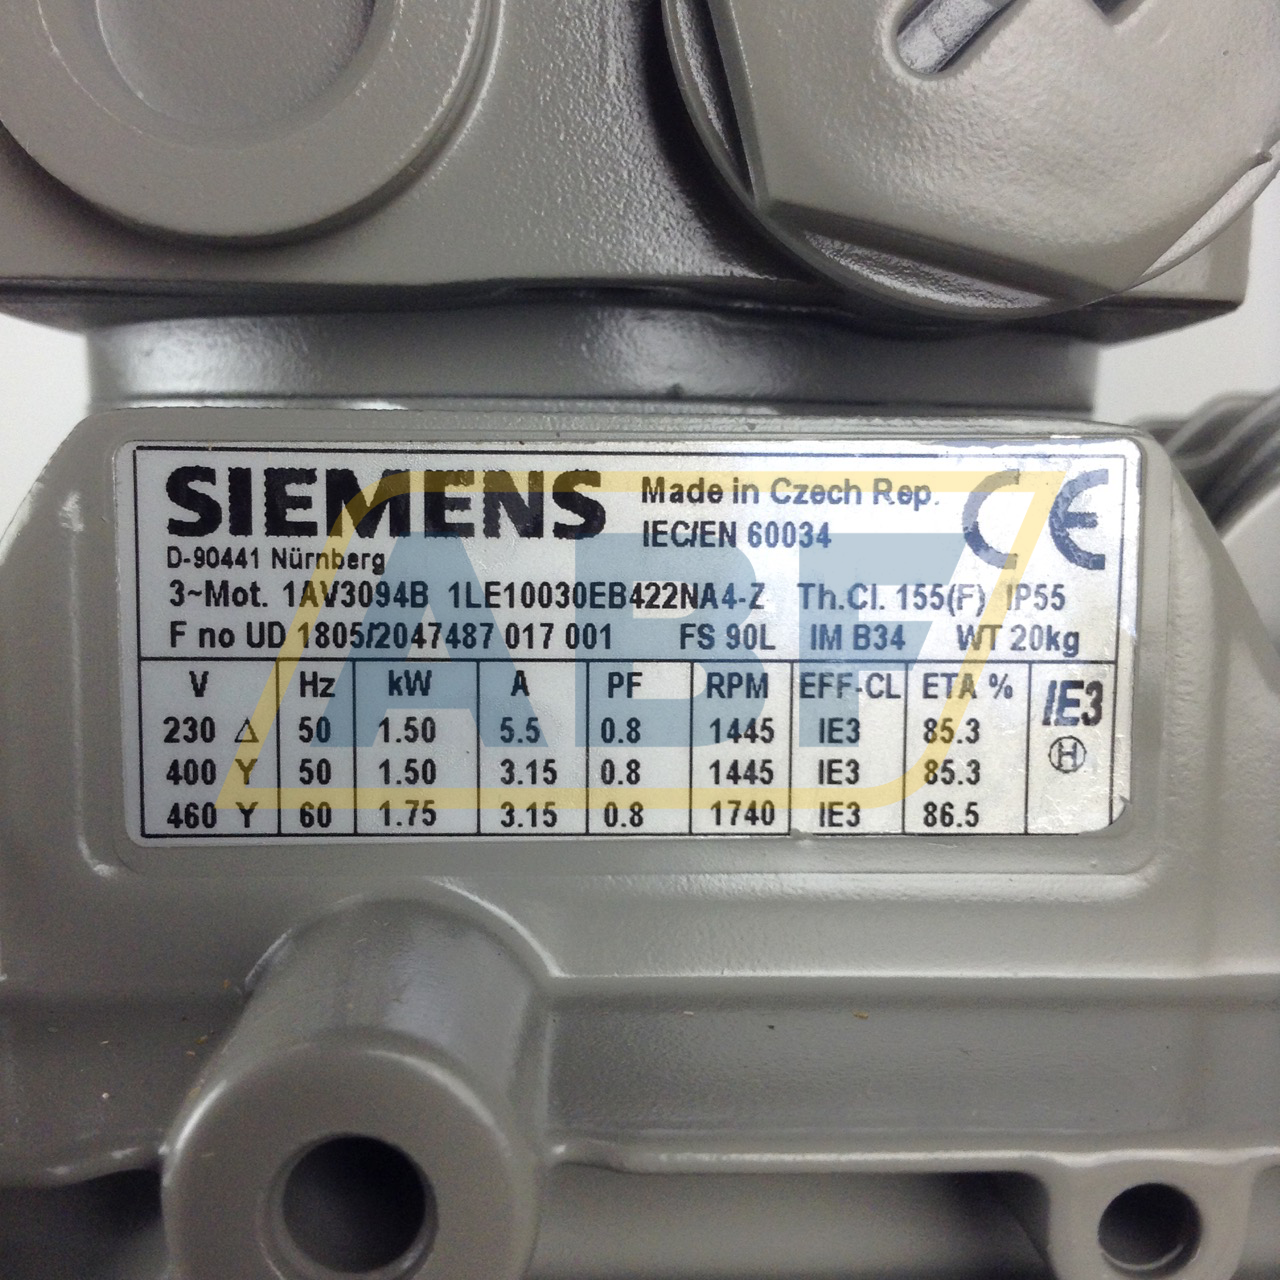 SIEMENS
Made in Czech Rep.
CE
D-90441 Nürnberg
IEC/EN 60034
3~Mot. 1AV3094B 1LE10030EB422NA4-Z Th.Cl. 155(F) IP55
F no UD 1805/2047487 017 001 FS 90L IM B34 WT 20kg
V Hz kW A PF RPM EFF-CL ETA %
IE3
230 Δ 50 1.50 5.5 0.8 1445 IE3 85.3
H
400 Y 50 1.50 3.15 0.8 1445 IE3 85.3
460 Y 60 1.75 3.15 0.8 1740 IE3 86.5
ABF